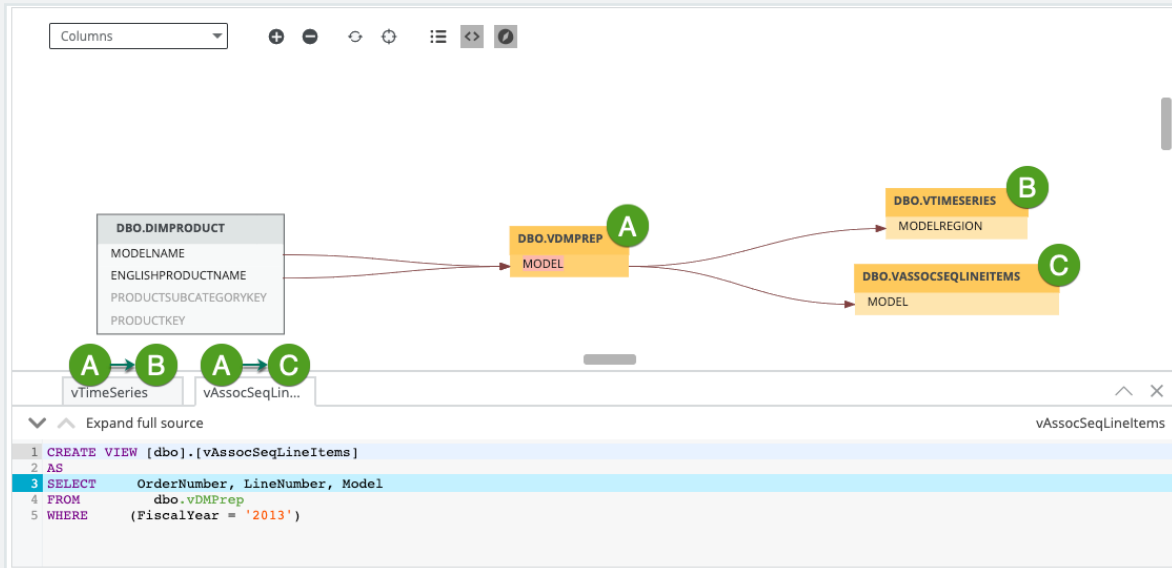 Columns
B
DBO.VTIMESERIES
MODELREGION
A
DBO.DIMPRODUCT
MODELNAME
ENGLISHPRODUCTNAME
PRODUCTSUBCATEGORYKEY
PRODUCTKEY
DBO.VDMPREP
MODEL
C
DBO.VASSOCSEQLINEITEMS
MODEL
A B A C
vTimeSeries vAssocSeqLin...
Expand full source vAssocSeqLineItems
1 CREATE VIEW [dbo].[vAssocSeqLineItems]
2 AS
3 SELECT OrderNumber, LineNumber, Model
4 FROM dbo.vDMPrep
5 WHERE (FiscalYear = '2013')